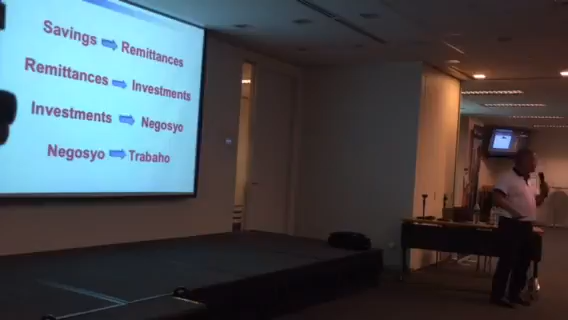 Savings ➡ Remittances
Remittances ➡ Investments
Investments ➡ Negosyo
Negosyo ➡ Trabaho